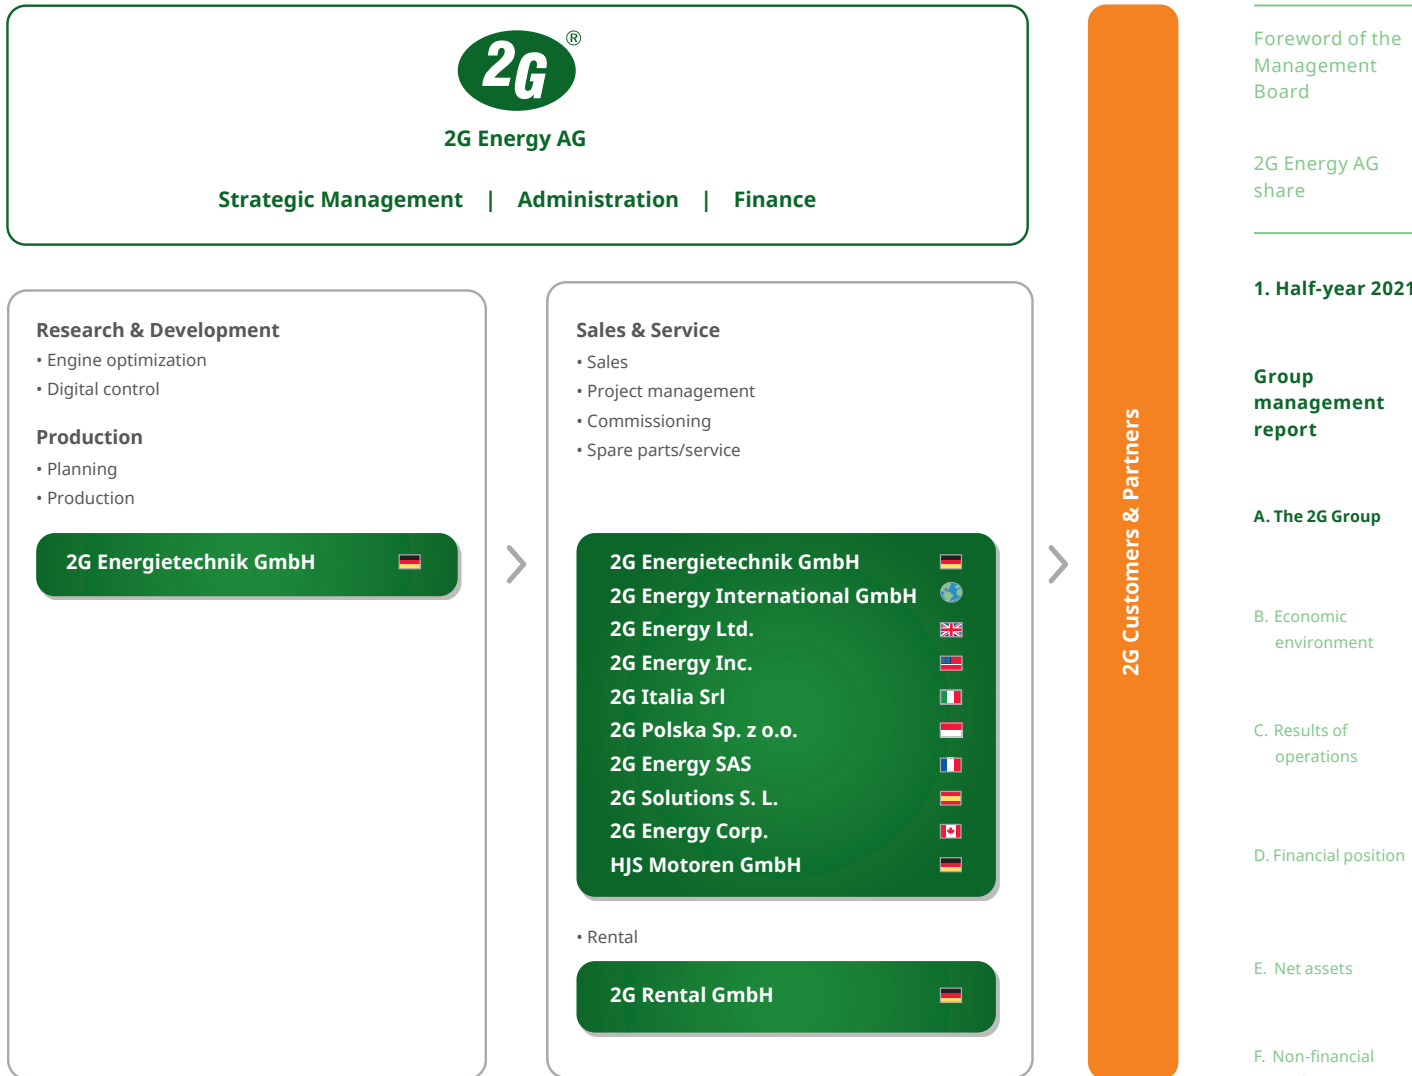 2G®
2G Energy AG
Strategic Management | Administration | Finance
Research & Development
• Engine optimization
• Digital control
Production
• Planning
• Production
2G Energietechnik GmbH
Sales & Service
• Sales
• Project management
• Commissioning
• Spare parts/service
2G Energietechnik GmbH
2G Energy International GmbH
2G Energy Ltd.
2G Energy Inc.
2G Italia Srl
2G Polska Sp. z o.o.
2G Energy SAS
2G Solutions S. L.
2G Energy Corp.
HJS Motoren GmbH
• Rental
2G Rental GmbH
2G Customers & Partners
Foreword of the
Management
Board
2G Energy AG
share
1. Half-year 2021
Group
management
report
A. The 2G Group
B. Economic
environment
C. Results of
operations
D. Financial position
E. Net assets
F. Non-financial